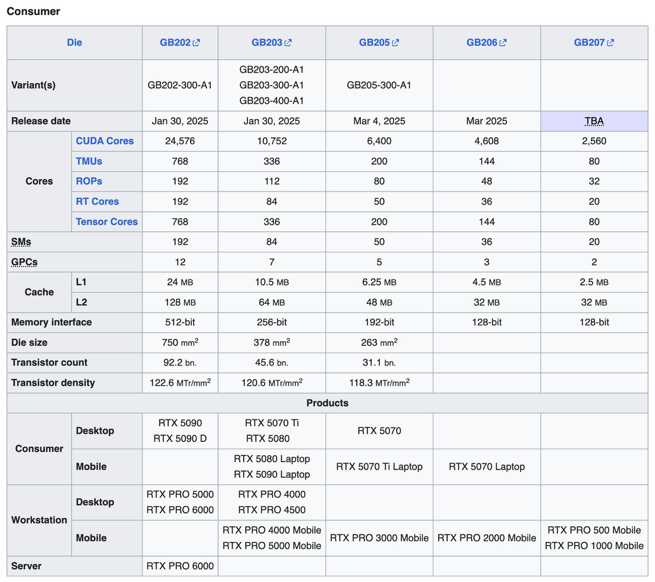 Consumer
Die GB202 GB203 GB205 GB206 GB207
Variant(s) GB202-300-A1 GB203-200-A1 GB203-300-A1 GB203-400-A1 GB205-300-A1
Release date Jan 30, 2025 Jan 30, 2025 Mar 4, 2025 Mar 2025 TBA
Cores
CUDA Cores 24,576 10,752 6,400 4,608 2,560
TMUs 768 336 200 144 80
ROPs 192 112 80 48 32
RT Cores 192 84 50 36 20
Tensor Cores 768 336 200 144 80
SMs 192 84 50 36 20
GPCs 12 7 5 3 2
Cache
L1 24 MB 10.5 MB 6.25 MB 4.5 MB 2.5 MB
L2 128 MB 64 MB 48 MB 32 MB 32 MB
Memory interface 512-bit 256-bit 192-bit 128-bit 128-bit
Die size 750 mm² 378 mm² 263 mm²
Transistor count 92.2 bn. 45.6 bn. 31.1 bn.
Transistor density 122.6 MTr/mm² 120.6 MTr/mm² 118.3 MTr/mm²
Products
Consumer
Desktop RTX 5090 RTX 5090 D RTX 5070 Ti RTX 5080 RTX 5070
Mobile RTX 5080 Laptop RTX 5090 Laptop RTX 5070 Ti Laptop RTX 5070 Laptop
Workstation
Desktop RTX PRO 5000 RTX PRO 6000 RTX PRO 4000 RTX PRO 4500
Mobile RTX PRO 4000 Mobile RTX PRO 5000 Mobile RTX PRO 3000 Mobile RTX PRO 2000 Mobile RTX PRO 500 Mobile RTX PRO 1000 Mobile
Server RTX PRO 6000